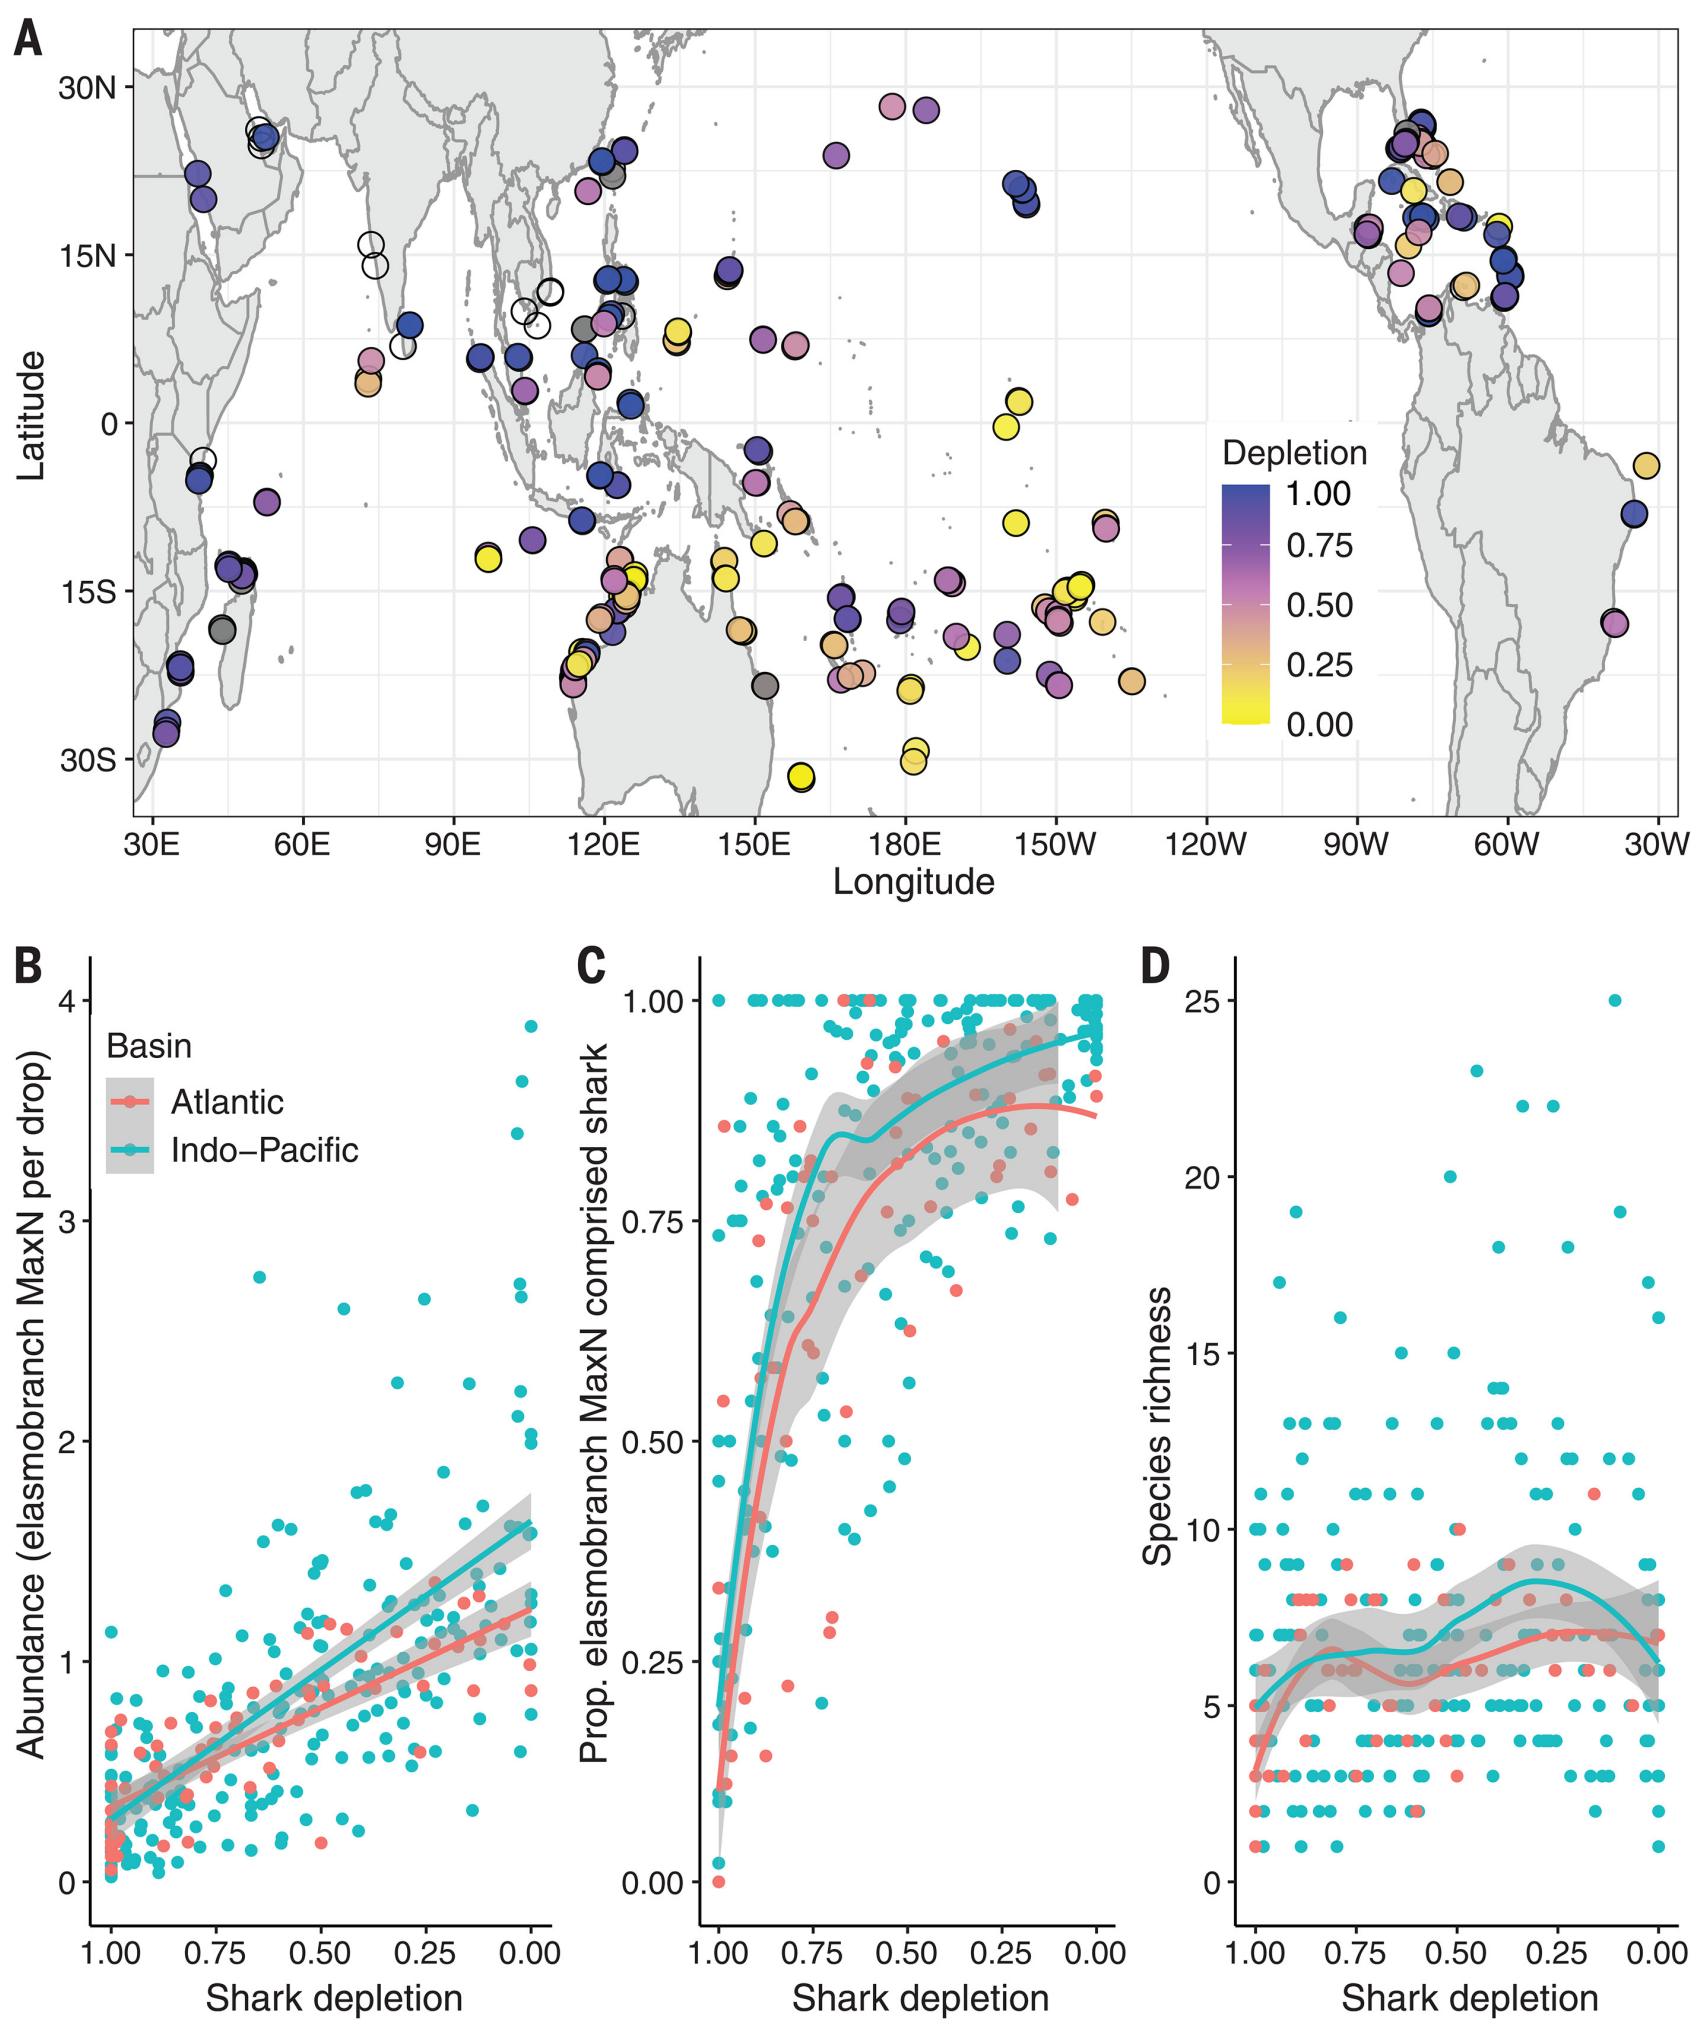 A
30N
15N
0
15S
30S
Latitude
30E 60E 90E 120E 150E 180E 150W 120W 90W 60W 30W
Longitude
Depletion
1.00
0.75
0.50
0.25
0.00
B
4
3
2
1
0
Abundance (elasmobranch MaxN per drop)
Basin
Atlantic
Indo−Pacific
1.00 0.75 0.50 0.25 0.00
Shark depletion
C
1.00
0.75
0.50
0.25
0.00
Prop. elasmobranch MaxN comprised shark
1.00 0.75 0.50 0.25 0.00
Shark depletion
D
25
20
15
10
5
0
Species richness
1.00 0.75 0.50 0.25 0.00
Shark depletion